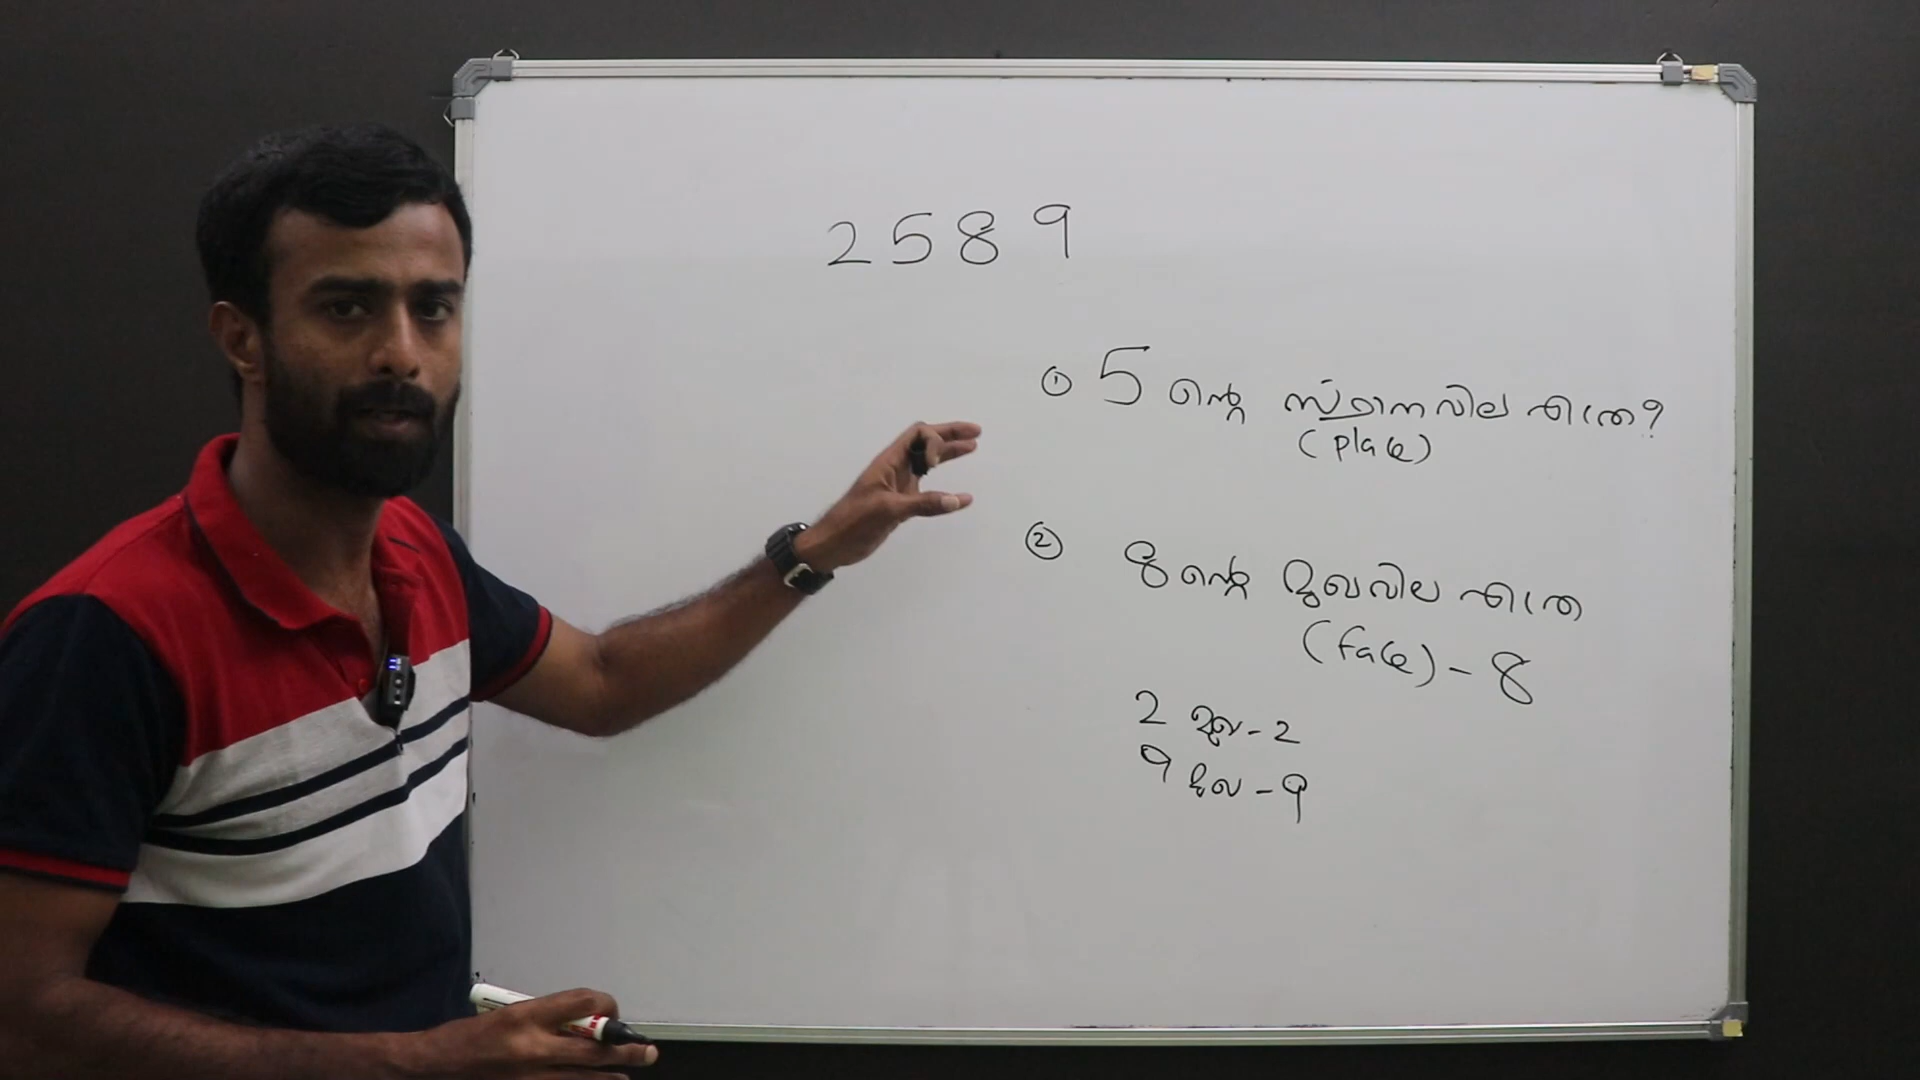 2589
① 5 ന്റെ സ്ഥാനവില എത്ര?
(place)
② 8 ന്റെ മുഖവില എത്ര
(face) - 8
2 മുഖ - 2
9 മുഖ - 9